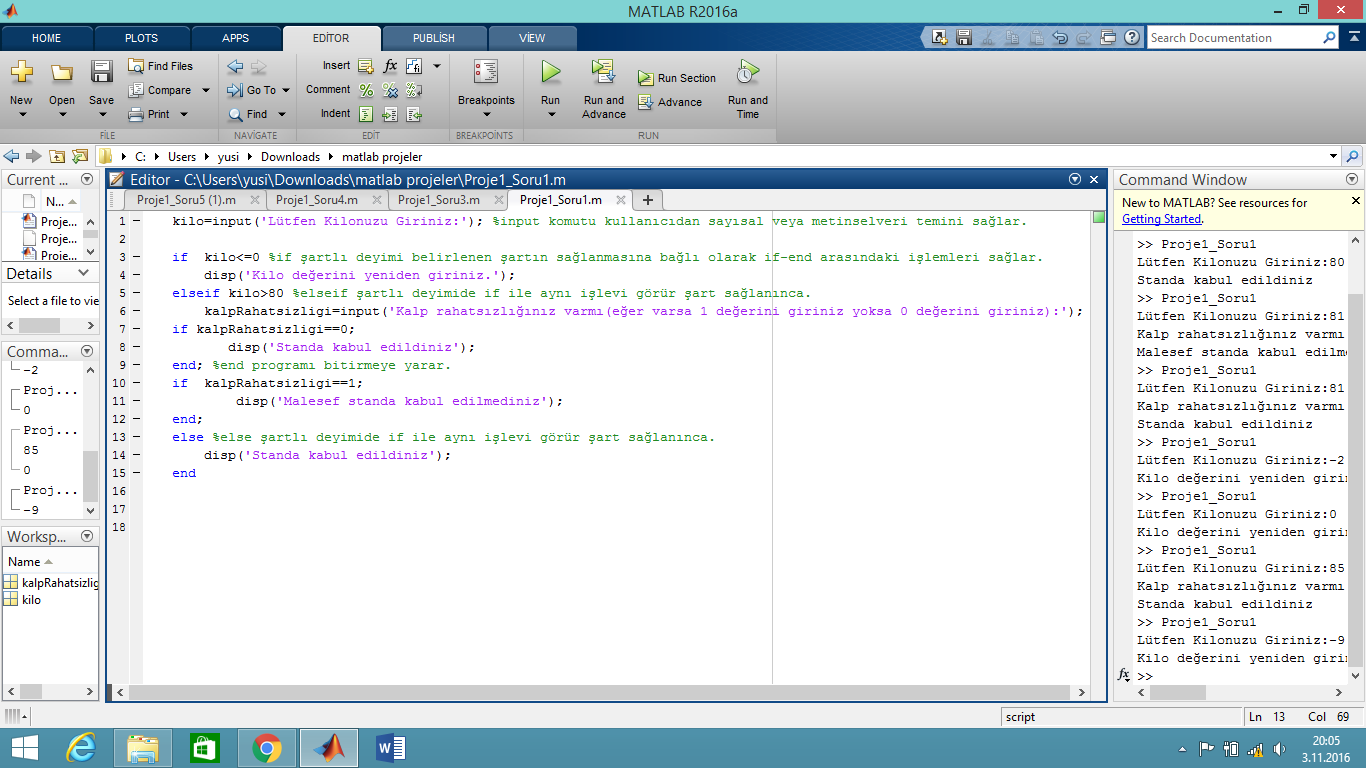 MATLAB R2016a
HOME PLOTS APPS EDİTOR PUBLİSH VİEW
Search Documentation
New Open Save
Find Files
Compare
Print
Go To
Find
Insert fx
Comment
Indent
Breakpoints
Run
Run and Advance
Run Section
Advance
Run and Time
FİLE NAVİGATE EDİT BREAKPOINTS RUN
C: Users yusi Downloads matlab projeler
Current ...
N...
Proje...
Proje...
Proje...
Details
Select a file to vie
Comma...
-2
Proj...
0
Proj...
85
0
Proj...
-9
Worksp...
Name
kalpRahatsizlig
kilo
Editor - C:\Users\yusi\Downloads\matlab projeler\Proje1_Soru1.m
Proje1_Soru5 (1).m Proje1_Soru4.m Proje1_Soru3.m Proje1_Soru1.m
1 kilo=input('Lütfen Kilonuzu Giriniz:'); %input komutu kullanıcıdan sayısal veya metinselveri temini sağlar.
2
3 if kilo<=0 %if şartlı deyimi belirlenen şartın sağlanmasına bağlı olarak if-end arasındaki işlemleri sağlar.
4 disp('Kilo değerini yeniden giriniz.');
5 elseif kilo>80 %elseif şartlı deyimide if ile aynı işlevi görür şart sağlanınca.
6 kalpRahatsizligi=input('Kalp rahatsızlığınız varmı(eğer varsa 1 değerini giriniz yoksa 0 değerini giriniz):');
7 if kalpRahatsizligi==0;
8 disp('Standa kabul edildiniz');
9 end; %end programı bitirmeye yarar.
10 if kalpRahatsizligi==1;
11 disp('Malesef standa kabul edilmediniz');
12 end;
13 else %else şartlı deyimide if ile aynı işlevi görür şart sağlanınca.
14 disp('Standa kabul edildiniz');
15 end
16
17
18
Command Window
New to MATLAB? See resources for
Getting Started.
>> Proje1_Soru1
Lütfen Kilonuzu Giriniz:80
Standa kabul edildiniz
>> Proje1_Soru1
Lütfen Kilonuzu Giriniz:81
Kalp rahatsızlığınız varmı
Malesef standa kabul edilm
>> Proje1_Soru1
Lütfen Kilonuzu Giriniz:81
Kalp rahatsızlığınız varmı
Standa kabul edildiniz
>> Proje1_Soru1
Lütfen Kilonuzu Giriniz:-2
Kilo değerini yeniden girin
>> Proje1_Soru1
Lütfen Kilonuzu Giriniz:0
Kilo değerini yeniden girin
>> Proje1_Soru1
Lütfen Kilonuzu Giriniz:85
Kalp rahatsızlığınız varmı
Standa kabul edildiniz
>> Proje1_Soru1
Lütfen Kilonuzu Giriniz:-9
Kilo değerini yeniden girin
fx >>
script Ln 13 Col 69
20:05
3.11.2016